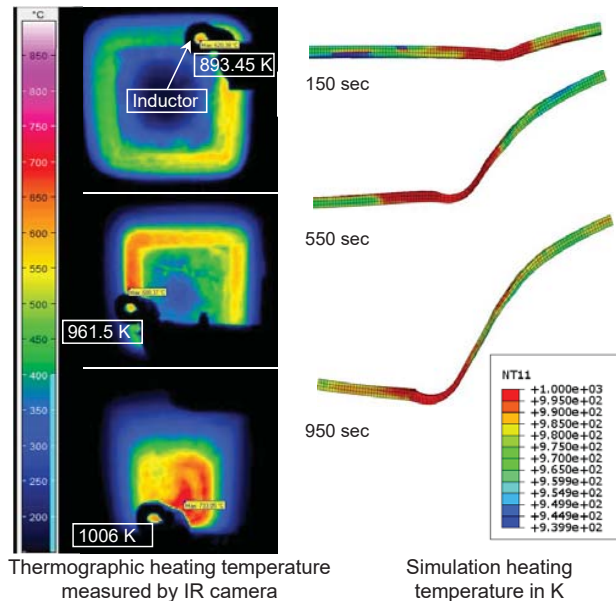 °C
850
800
750
700
650
600
550
500
450
400
350
300
250
200
893.45 K
Inductor
961.5 K
1006 K
Thermographic heating temperature
measured by IR camera
150 sec
550 sec
950 sec
NT11
+1.000e+03
+9.950e+02
+9.900e+02
+9.850e+02
+9.800e+02
+9.750e+02
+9.700e+02
+9.650e+02
+9.599e+02
+9.549e+02
+9.499e+02
+9.449e+02
+9.399e+02
Simulation heating
temperature in K